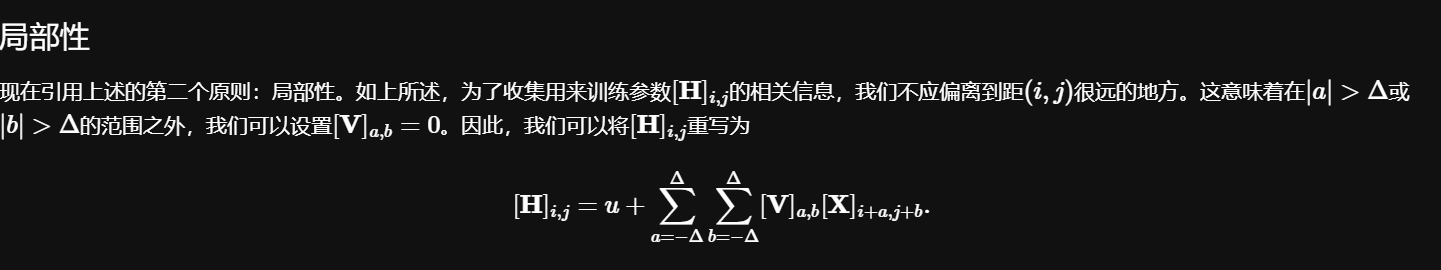 局部性
现在引用上述的第二个原则：局部性。如上所述，为了收集用来训练参数[H]i,j的相关信息，我们不应偏离到距(i, j)很远的地方。这意味着在|a| > Δ或
|b| > Δ的范围之外，我们可以设置[V]a,b = 0。因此，我们可以将[H]i,j重写为
[H]i,j = u + ∑a=−Δ^Δ ∑b=−Δ^Δ [V]a,b[X]i+a,j+b.